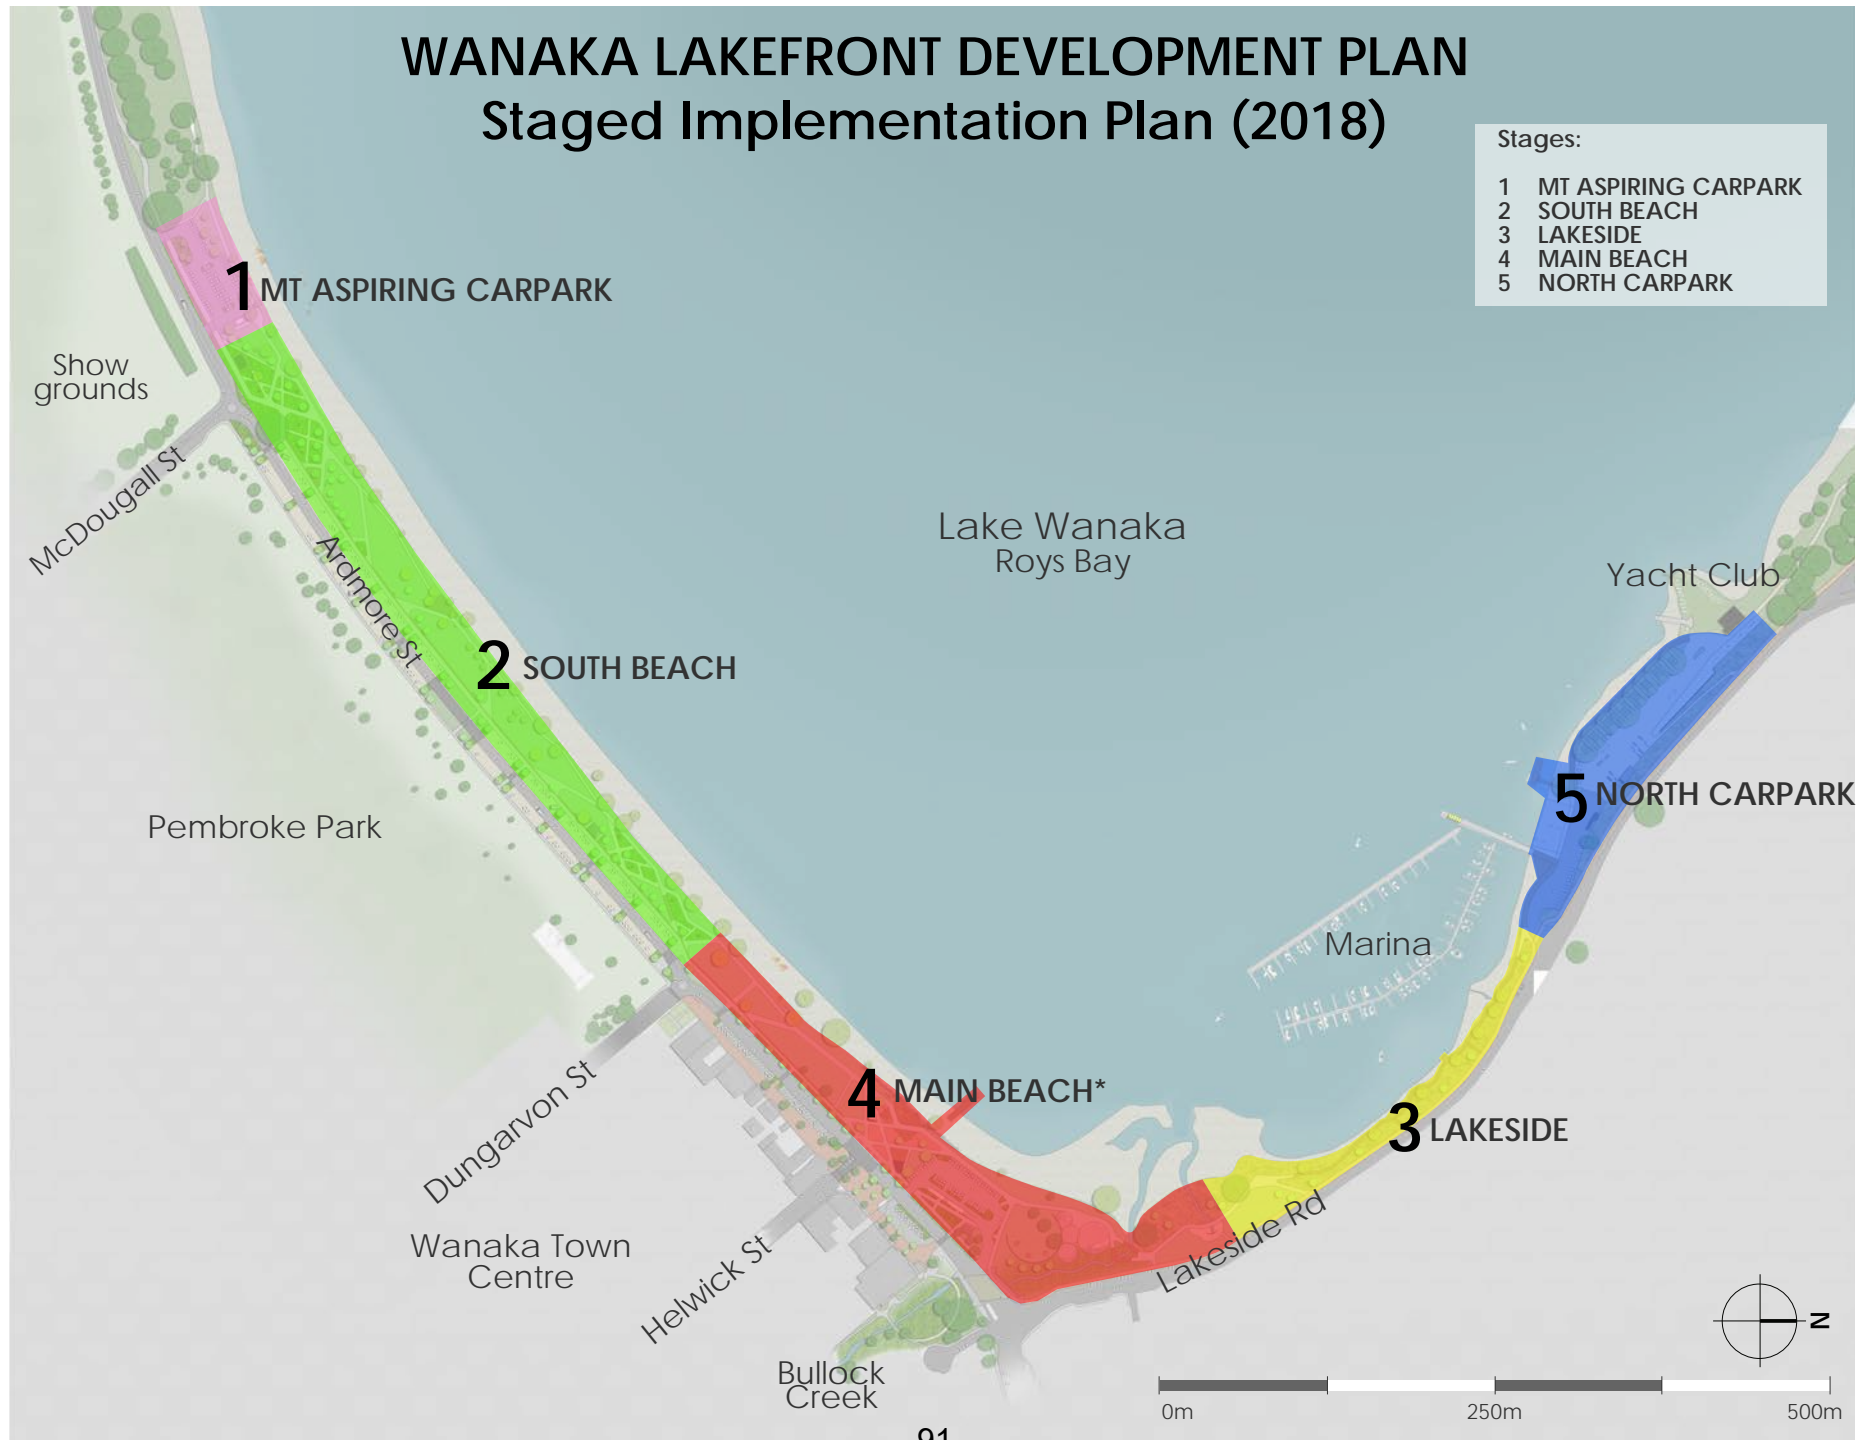 WANAKA LAKEFRONT DEVELOPMENT PLAN
Staged Implementation Plan (2018)
Stages:
1 MT ASPIRING CARPARK
2 SOUTH BEACH
3 LAKESIDE
4 MAIN BEACH
5 NORTH CARPARK
1 MT ASPIRING CARPARK
Show
grounds
McDougall St
Ardmore St
Lake Wanaka
Roys Bay
Yacht Club
2 SOUTH BEACH
5 NORTH CARPARK
Pembroke Park
Marina
4 MAIN BEACH*
3 LAKESIDE
Dungarvon St
Wanaka Town
Centre
Helwick St
Lakeside Rd
Bullock
Creek
N
0m 250m 500m
91